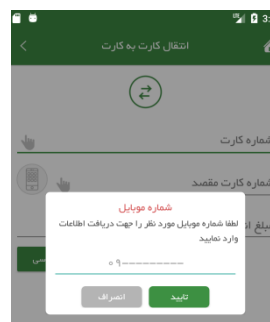 3:
انتقال کارت به کارت
شماره کارت
شماره کارت مقصد
شماره موبایل
لطفا شماره موبایل مورد نظر را جهت دریافت اطلاعات
وارد نمایید
۰۹-----------
تایید
انصراف